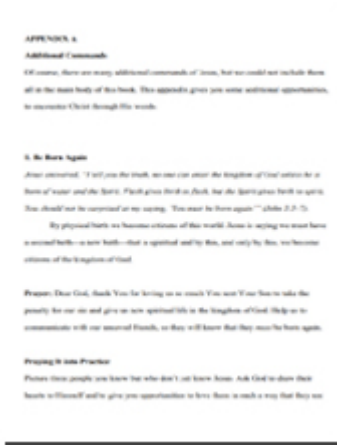 APPENDIX A
Additional Commands
Of course, there are many additional commands of Jesus, but we could not include them
all in the main body of this book. This appendix gives you some additional opportunities,
to encounter Christ through His words.
1. Be Born Again
Jesus answered, "I tell you the truth, no one can enter the kingdom of God unless he is
born of water and the Spirit. Flesh gives birth to flesh, but the Spirit gives birth to spirit.
You should not be surprised at my saying, 'You must be born again'" (John 3:5-7).
By physical birth we become citizens of this world. Jesus is saying we must have
a second birth—a new birth—that is spiritual and by this, and only by this, we become
citizens of the kingdom of God.
Prayer: Dear God, thank You for loving us so much You sent Your Son to take the
penalty for our sin and give us new spiritual life in the kingdom of God. Help us to
communicate with our unsaved friends, so they will know that they must be born again.
Praying It into Practice
Picture three people you know but who don't yet know Jesus. Ask God to draw their
hearts to Himself and to give you opportunities to love them in such a way that they see